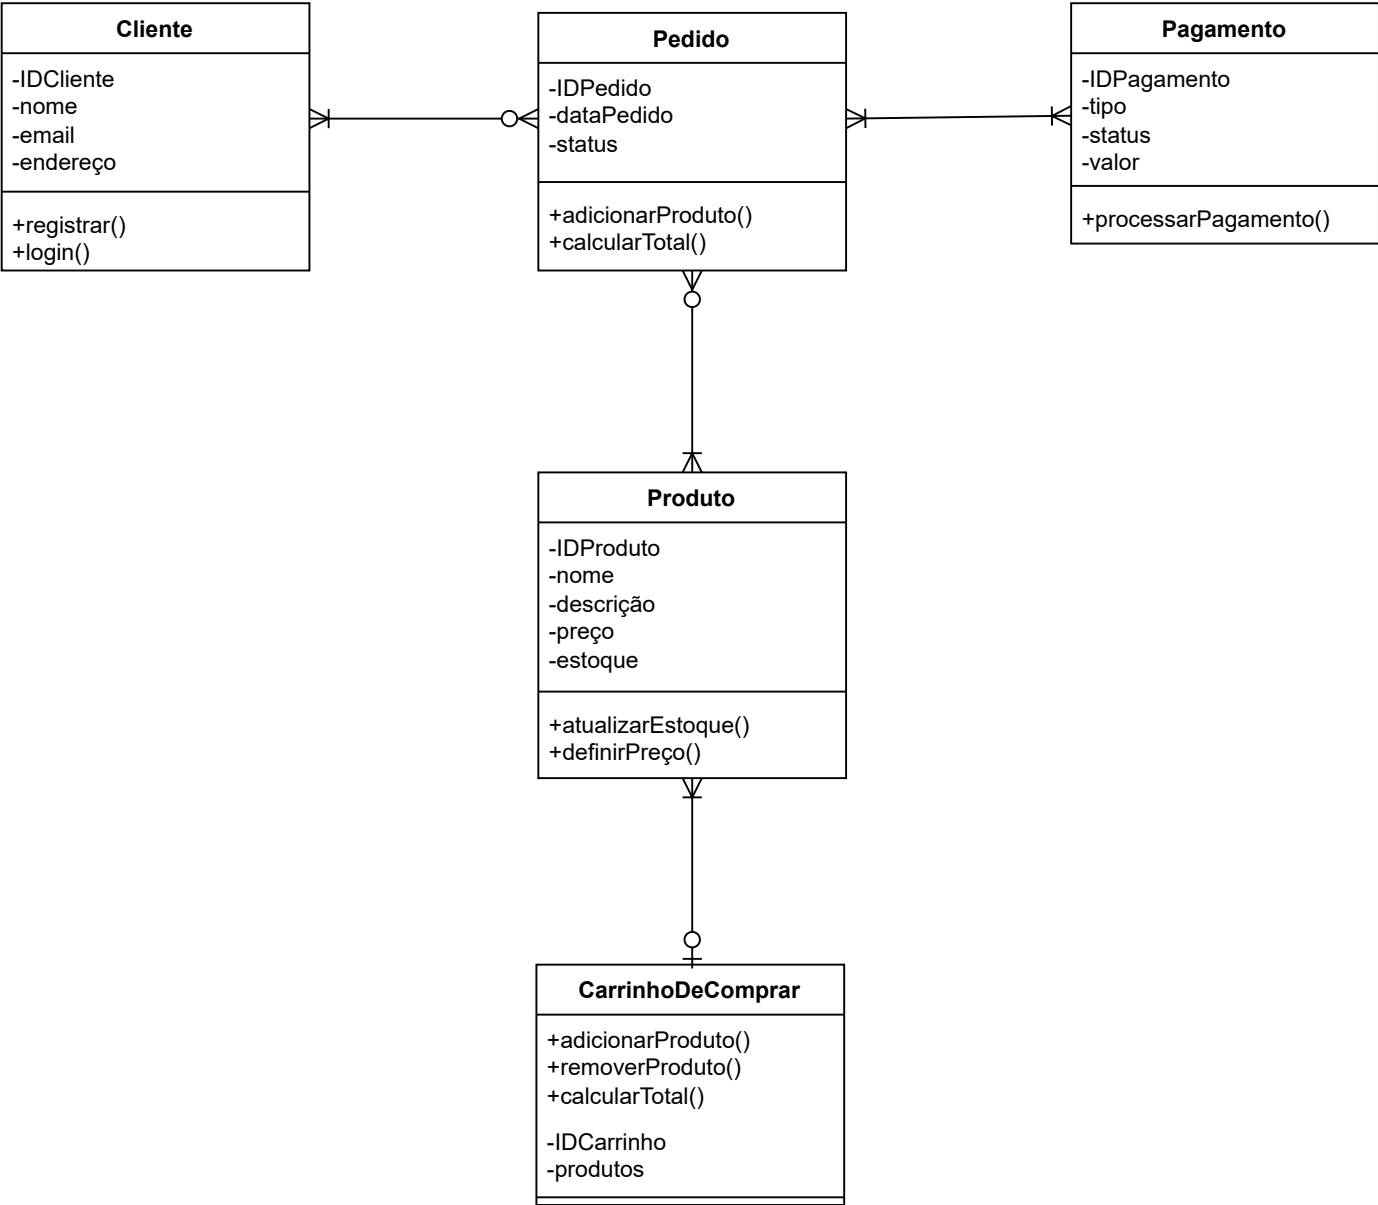 Cliente
-IDCliente
-nome
-email
-endereço
+registrar()
+login()
Pedido
-IDPedido
-dataPedido
-status
+adicionarProduto()
+calcularTotal()
Pagamento
-IDPagamento
-tipo
-status
-valor
+processarPagamento()
Produto
-IDProduto
-nome
-descrição
-preço
-estoque
+atualizarEstoque()
+definirPreço()
CarrinhoDeComprar
+adicionarProduto()
+removerProduto()
+calcularTotal()
-IDCarrinho
-produtos